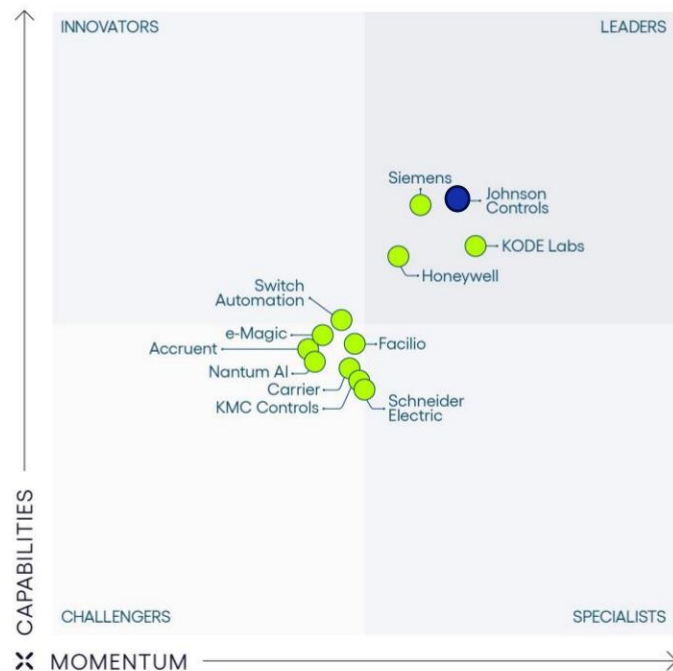 INNOVATORS
LEADERS
Siemens
Johnson
Controls
KODE Labs
Honeywell
Switch
Automation
e-Magic
Accruent
Facilio
Nantum AI
Carrier
KMC Controls
Schneider
Electric
CAPABILITIES
CHALLENGERS
SPECIALISTS
MOMENTUM